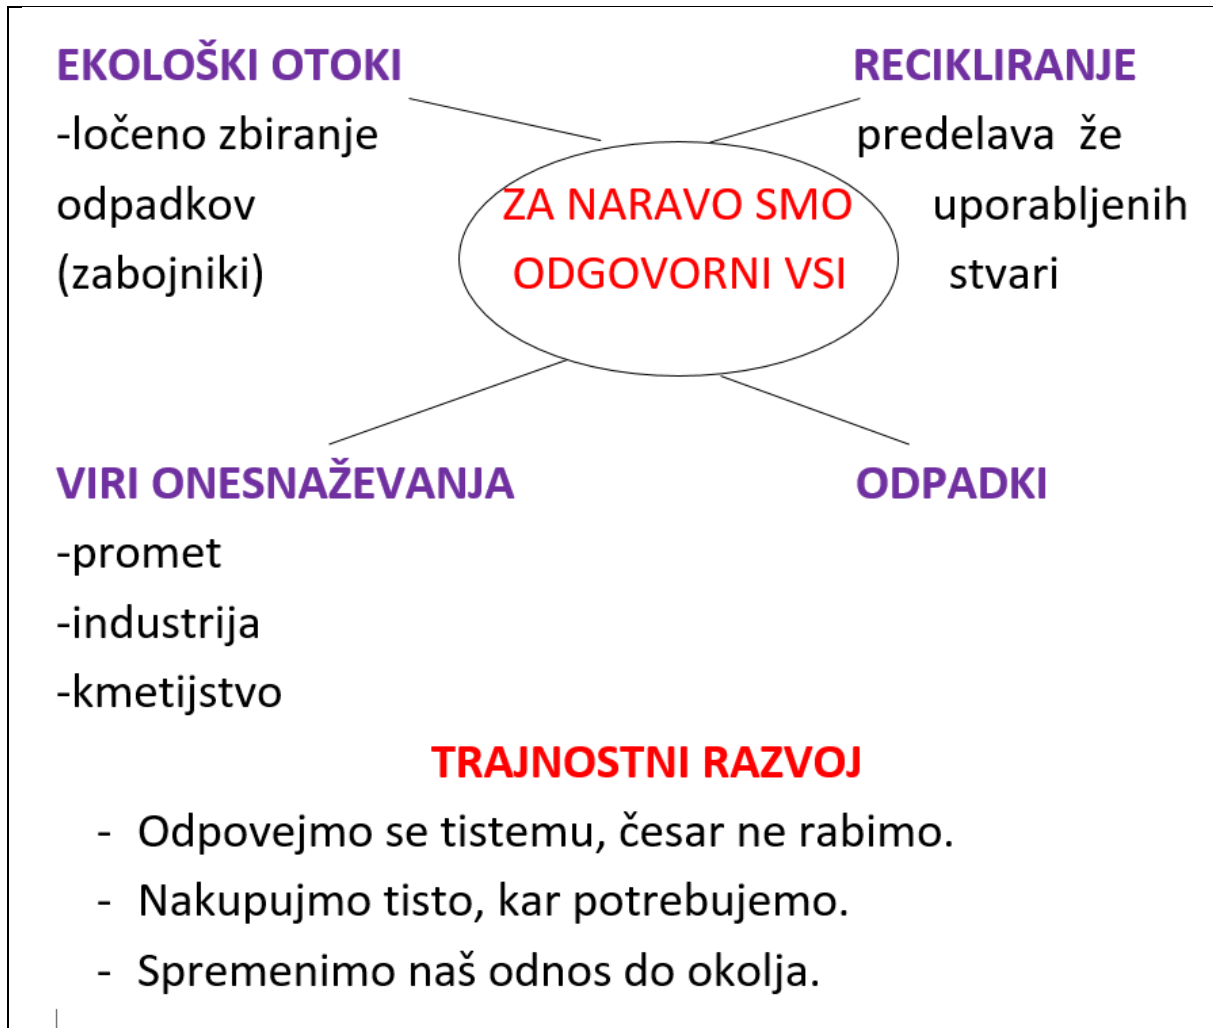 EKOLOŠKI OTOKI
-ločeno zbiranje
odpadkov
(zabojniki)
RECIKLIRANJE
predelava že
uporabljenih
stvari
ZA NARAVO SMO
ODGOVORNI VSI
VIRI ONESNAŽEVANJA
-promet
-industrija
-kmetijstvo
ODPADKI
TRAJNOSTNI RAZVOJ
- Odpovejmo se tistemu, česar ne rabimo.
- Nakupujmo tisto, kar potrebujemo.
- Spremenimo naš odnos do okolja.